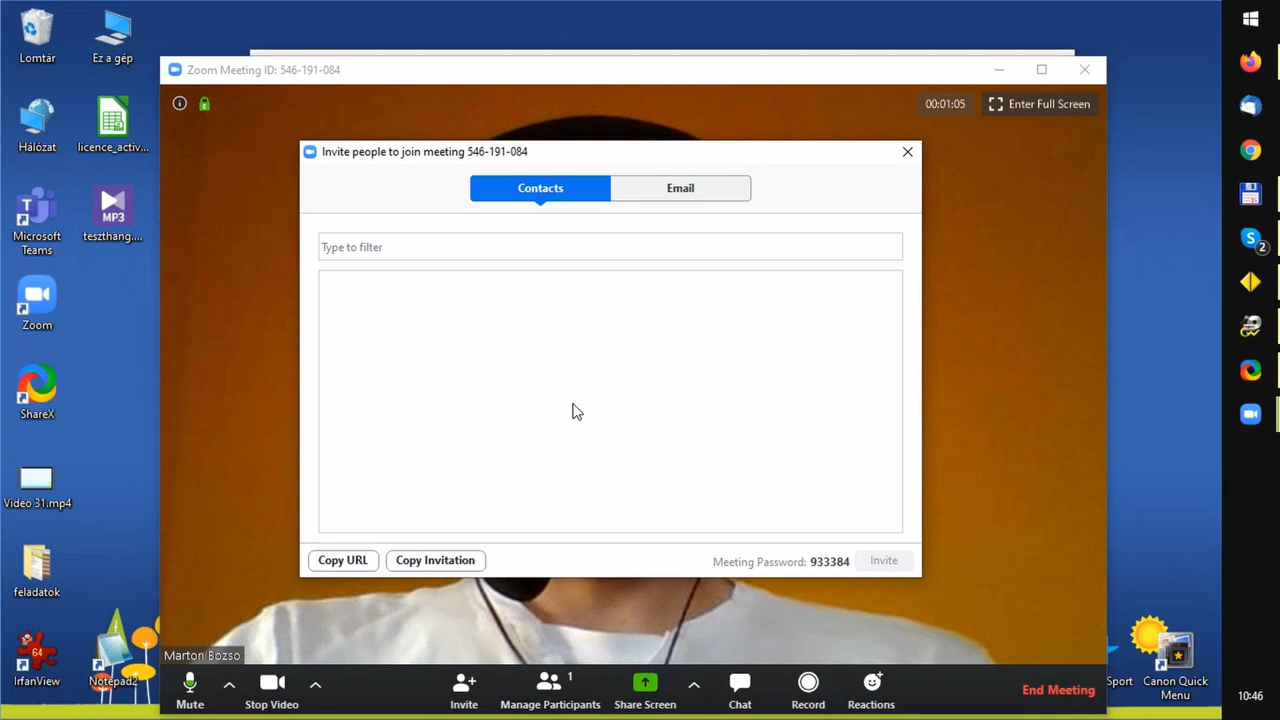 Lomtár
Ez a gép
Hálózat
licence_activ...
Microsoft
Teams
MP3
teszthang....
Zoom
ShareX
Video 31.mp4
feladatok
64
IrfanView
Notepad2
Zoom Meeting ID: 546-191-084
00:01:05
Enter Full Screen
Invite people to join meeting 546-191-084
Contacts
Email
Type to filter
Copy URL
Copy Invitation
Meeting Password: 933384
Invite
Marton Bozso
Mute
Stop Video
Invite
1
Manage Participants
Share Screen
Chat
Record
Reactions
End Meeting
Sport
Canon Quick
Menu
2
10:46